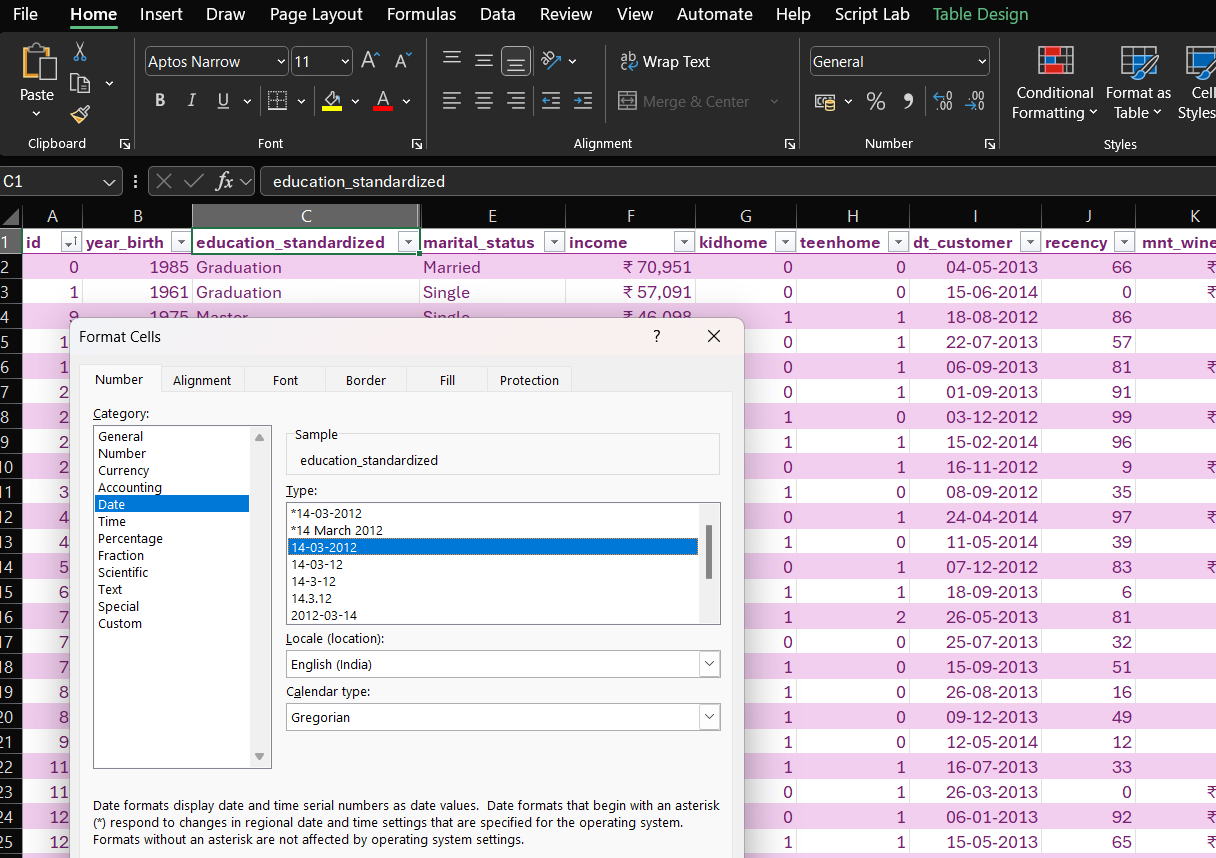 File Home Insert Draw Page Layout Formulas Data Review View Automate Help Script Lab Table Design
Aptos Narrow 11 Wrap Text General
Paste B I U A Merge & Center % Conditional Formatting Format as Table Cell Styles
Clipboard Font Alignment Number Styles
C1 fx education_standardized
A B C E F G H I J K
1 id year_birth education_standardized marital_status income kidhome teenhome dt_customer recency mnt_wine
2 0 1985 Graduation Married ₹ 70,951 0 0 04-05-2013 66 ₹
3 1 1961 Graduation Single ₹ 57,091 0 0 15-06-2014 0 ₹
4 9 1975 Master Single ₹ 46,098 1 1 18-08-2012 86
5 1 0 1 22-07-2013 57
6 1 0 1 06-09-2013 81 ₹
7 2 0 1 01-09-2013 91
8 2 1 0 03-12-2012 99 ₹
9 2 1 1 15-02-2014 96
10 2 0 1 16-11-2012 9 ₹
11 3 1 0 08-09-2012 35
12 4 0 1 24-04-2014 97 ₹
13 4 1 0 11-05-2014 39
14 5 0 1 07-12-2012 83 ₹
15 6 1 1 18-09-2013 6
16 7 1 2 26-05-2013 81
17 7 0 0 25-07-2013 32
18 7 1 0 15-09-2013 51
19 8 1 0 26-08-2013 16
20 8 1 0 09-12-2013 49
21 9 1 0 12-05-2014 12
22 11 1 1 16-07-2013 33
23 11 0 1 26-03-2013 0 ₹
24 12 0 1 06-01-2013 92 ₹
25 12 1 1 15-05-2013 65 ₹
Format Cells ?
Number Alignment Font Border Fill Protection
Category:
General
Number
Currency
Accounting
Date
Time
Percentage
Fraction
Scientific
Text
Special
Custom
Sample
education_standardized
Type:
*14-03-2012
*14 March 2012
14-03-2012
14-03-12
14-3-12
14.3.12
2012-03-14
Locale (location):
English (India)
Calendar type:
Gregorian
Date formats display date and time serial numbers as date values. Date formats that begin with an asterisk
(*) respond to changes in regional date and time settings that are specified for the operating system.
Formats without an asterisk are not affected by operating system settings.